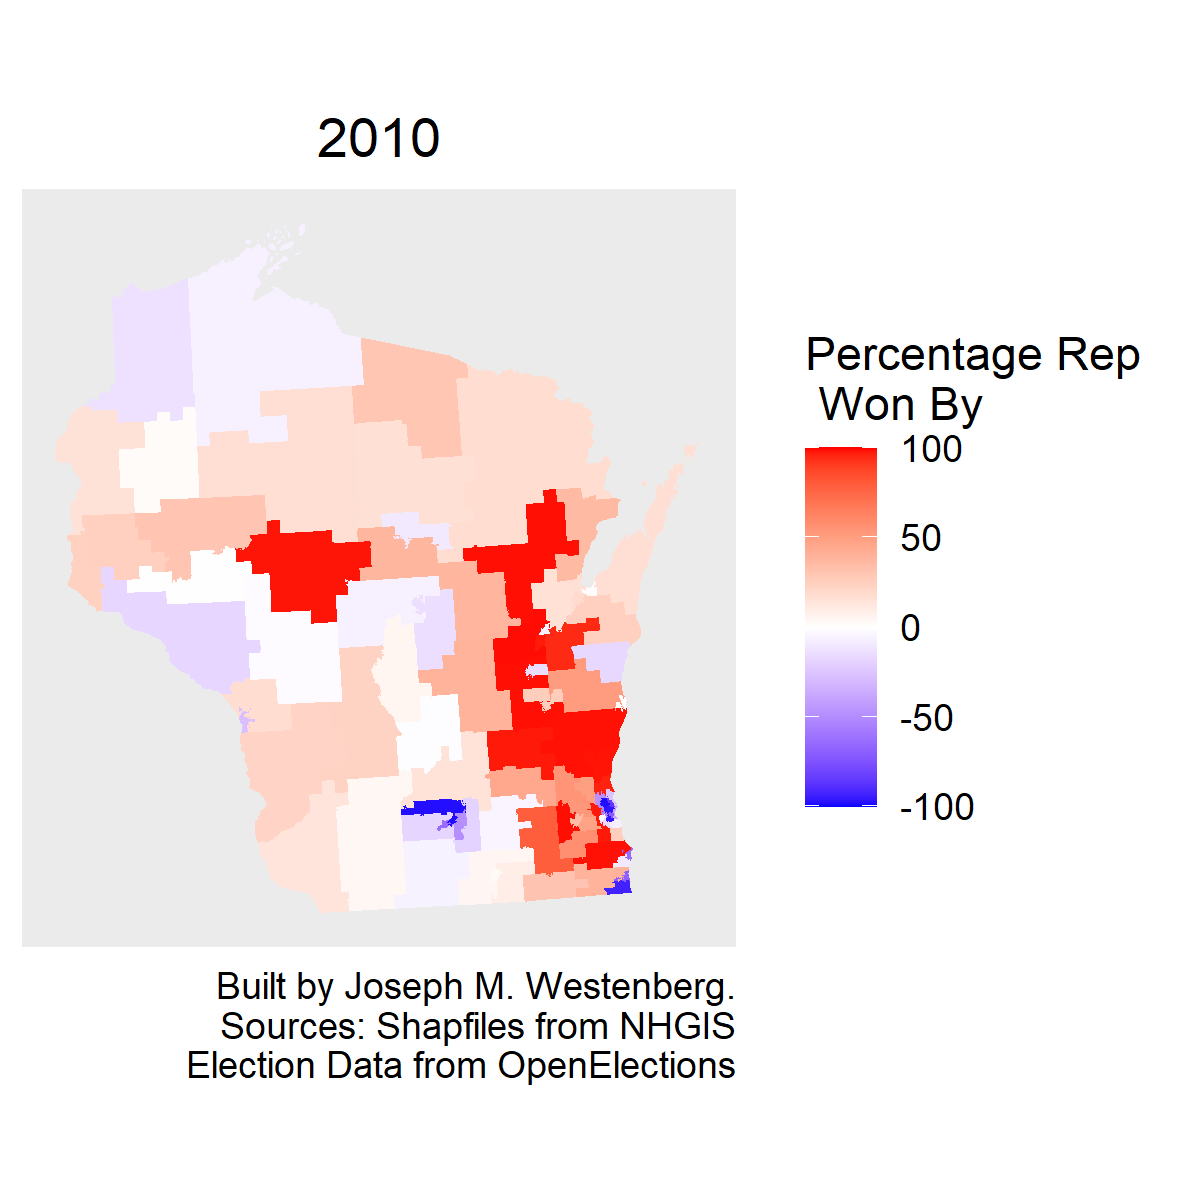 2010
Percentage Rep
Won By
100
50
0
-50
-100
Built by Joseph M. Westenberg.
Sources: Shapfiles from NHGIS
Election Data from OpenElections